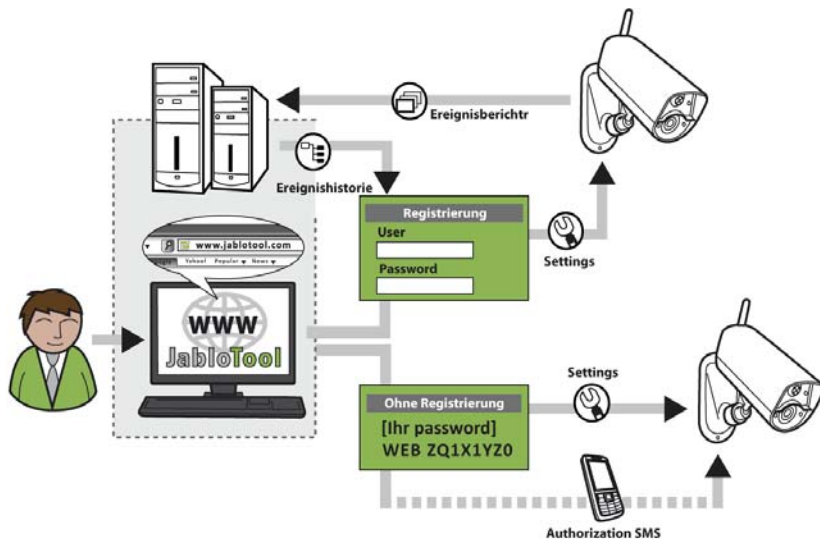 Ereignisberichtr
Ereignishistorie
www.jablotool.com
Yahoo! Popular News
WWW
JabloTool
Registrierung
User
Password
Settings
Settings
Ohne Registrierung
[Ihr password]
WEB ZQ1X1YZ0
Authorization SMS